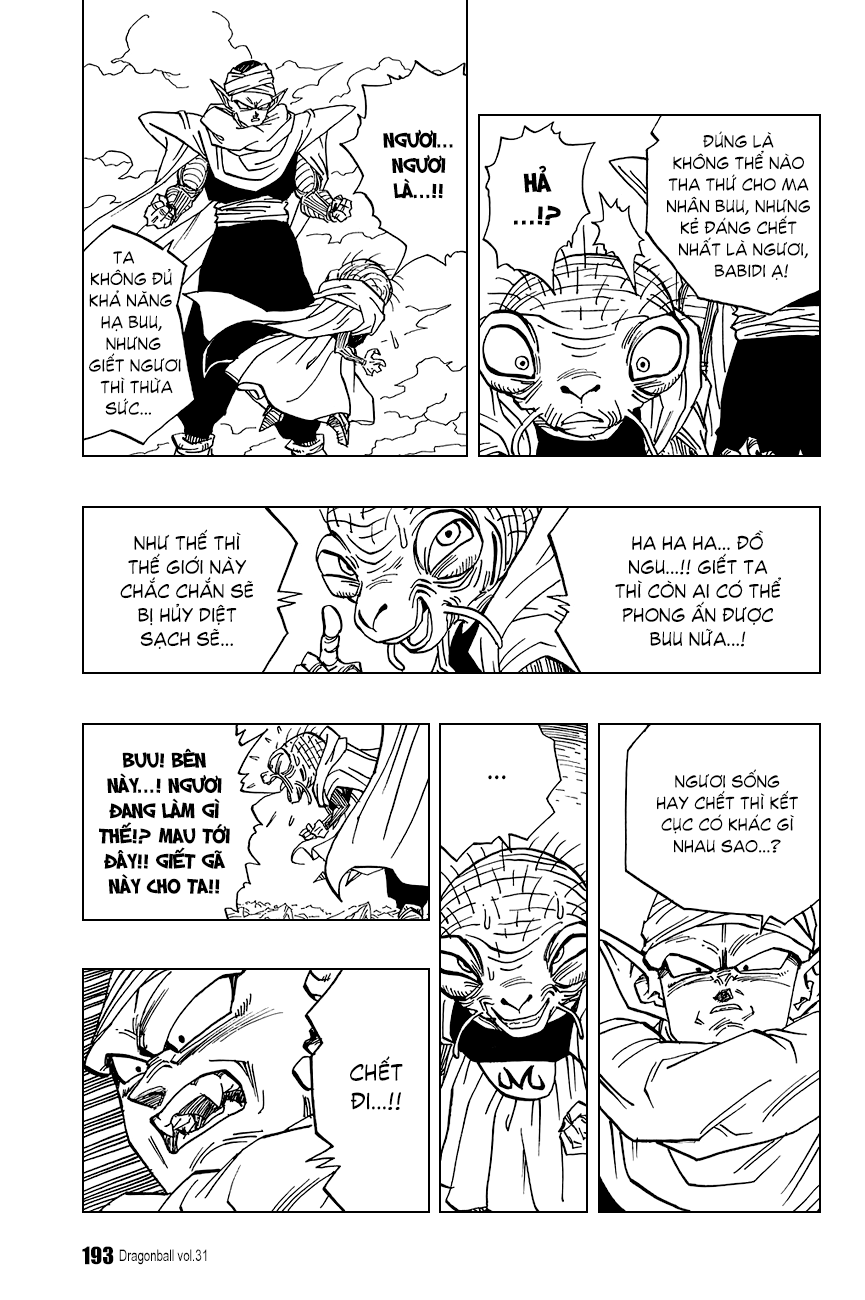 ĐÚNG LÀ
KHÔNG THỂ NÀO
THA THỨ CHO MA
NHÂN BUU, NHƯNG
KẺ ĐÁNG CHẾT
NHẤT LÀ NGƯƠI,
BABIDI Ạ!
HẢ
...!?
NGƯƠI...
NGƯƠI
LÀ...!!
TA
KHÔNG ĐỦ
KHẢ NĂNG
HẠ BUU,
NHƯNG
GIẾT NGƯƠI
THÌ THỪA
SỨC...
HA HA HA... ĐỒ
NGU...!! GIẾT TA
THÌ CÒN AI CÓ THỂ
PHONG ẤN ĐƯỢC
BUU NỮA...!
NHƯ THẾ THÌ
THẾ GIỚI NÀY
CHẮC CHẮN SẼ
BỊ HỦY DIỆT
SẠCH SẼ...
NGƯƠI SỐNG
HAY CHẾT THÌ KẾT
CỤC CÓ KHÁC GÌ
NHAU SAO...?
...
BUU! BÊN
NÀY...! NGƯƠI
ĐANG LÀM GÌ
THẾ!? MAU TỚI
ĐÂY!! GIẾT GÃ
NÀY CHO TA!!
CHẾT
ĐI...!!
193 Dragonball vol.31